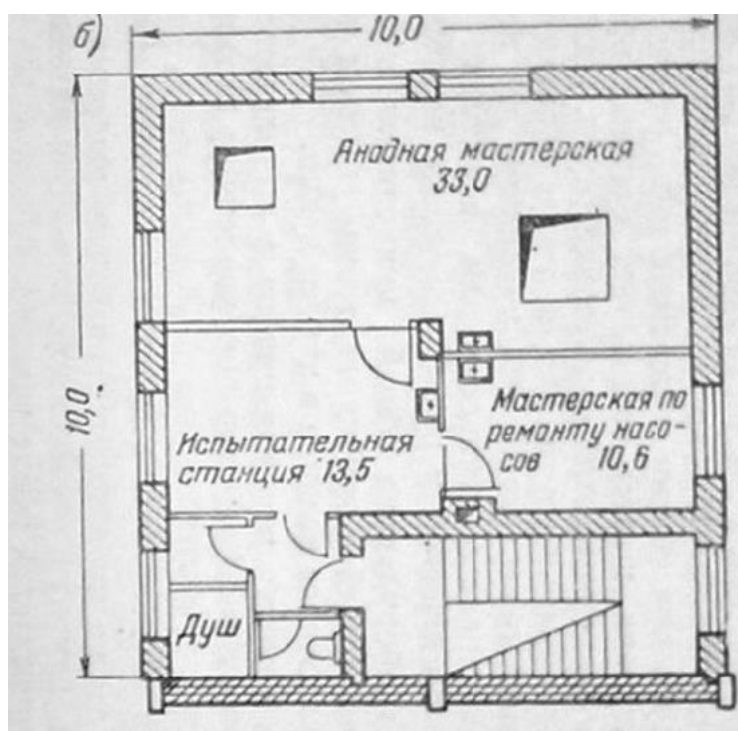 б)
10,0
Анодная мастерская
33,0
10,0
Мастерская по
ремонту насо-
сов 10,6
Испытательная
станция 13,5
Душ